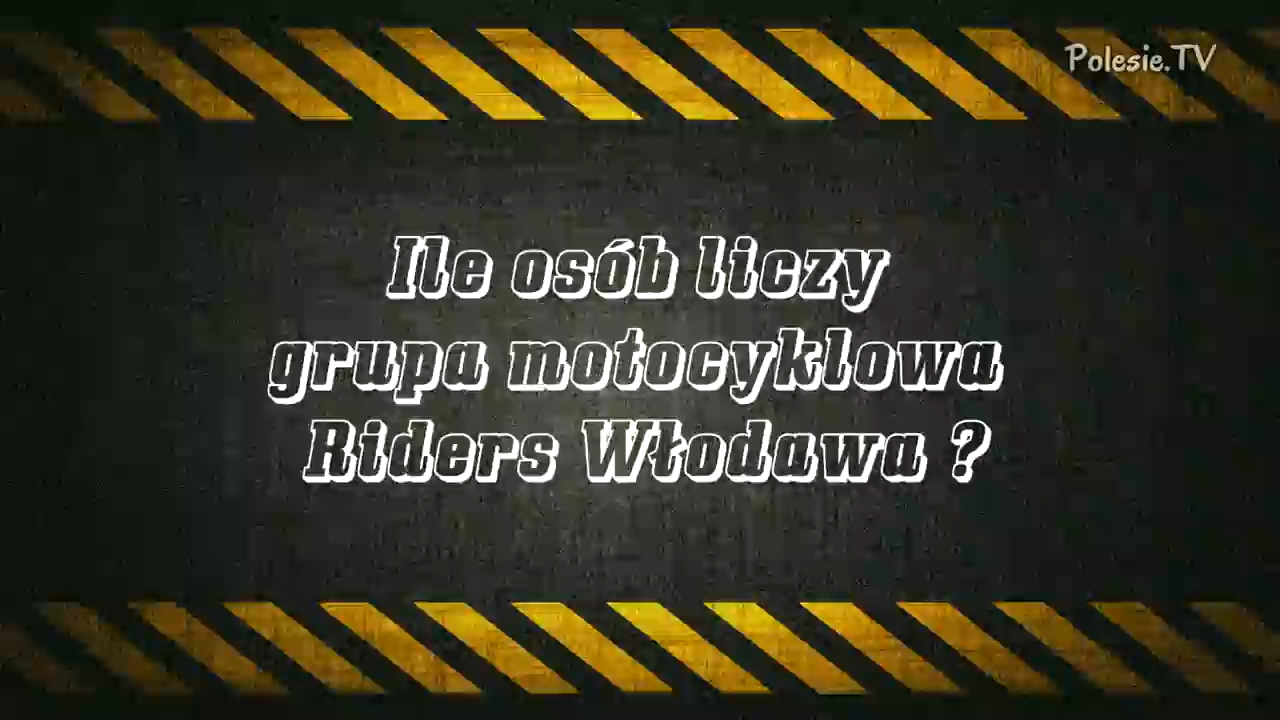 Polesie.TV
Ile osób liczy
grupa motocyklowa
Riders Włodawa ?